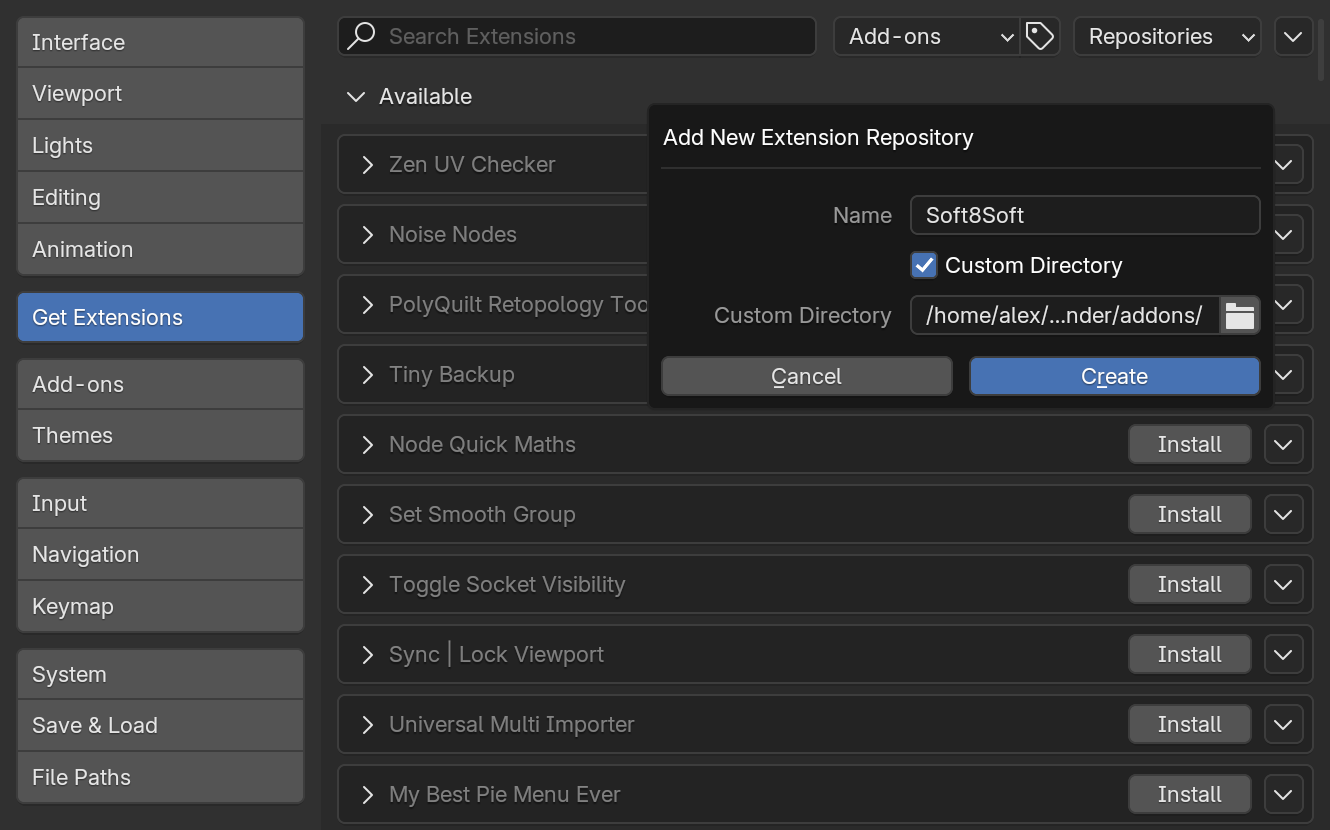 Interface
Viewport
Lights
Editing
Animation
Get Extensions
Add-ons
Themes
Input
Navigation
Keymap
System
Save & Load
File Paths
Search Extensions
Add-ons
Repositories
Available
Zen UV Checker
Noise Nodes
PolyQuilt Retopology Too
Tiny Backup
Add New Extension Repository
Name Soft8Soft
Custom Directory
Custom Directory /home/alex/...nder/addons/
Cancel Create
Node Quick Maths Install
Set Smooth Group Install
Toggle Socket Visibility Install
Sync | Lock Viewport Install
Universal Multi Importer Install
My Best Pie Menu Ever Install